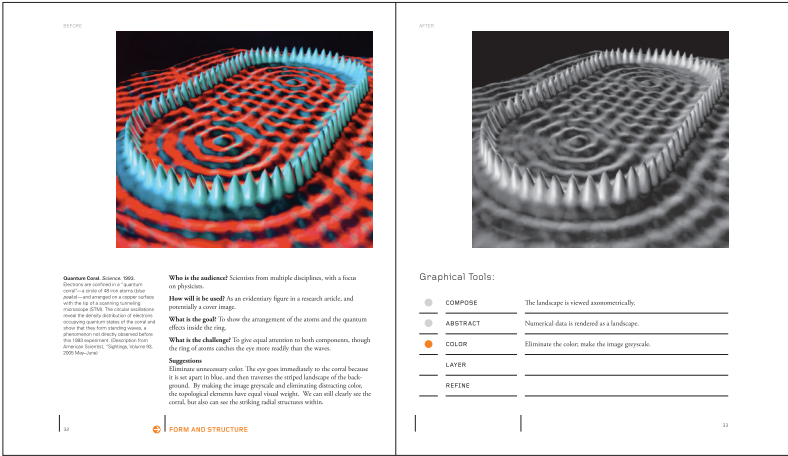 BEFORE
Quantum Coral. Science. 1993.
Electrons are confined in a "quantum
corral"—a circle of 48 iron atoms (blue
peaks)—and arranged on a copper surface
with the tip of a scanning tunneling
microscope (STM). The circular oscillations
reveal the density distribution of electrons
occupying quantum states of the corral and
show that they form standing waves, a
phenomenon not directly observed before
this 1993 experiment. (Description from
American Scientist, "Sightings, Volume 93,
2005 May–June)
Who is the audience? Scientists from multiple disciplines, with a focus
on physicists.
How will it be used? As an evidentiary figure in a research article, and
potentially a cover image.
What is the goal? To show the arrangement of the atoms and the quantum
effects inside the ring.
What is the challenge? To give equal attention to both components, though
the ring of atoms catches the eye more readily than the waves.
Suggestions
Eliminate unnecessary color. The eye goes immediately to the corral because
it is set apart in blue, and then traverses the striped landscape of the back-
ground. By making the image greyscale and eliminating distracting color,
the topological elements have equal visual weight. We can still clearly see the
corral, but also can see the striking radial structures within.
32
FORM AND STRUCTURE
AFTER
Graphical Tools:
COMPOSE The landscape is viewed axonometrically.
ABSTRACT Numerical data is rendered as a landscape.
COLOR Eliminate the color; make the image greyscale.
LAYER
REFINE
33